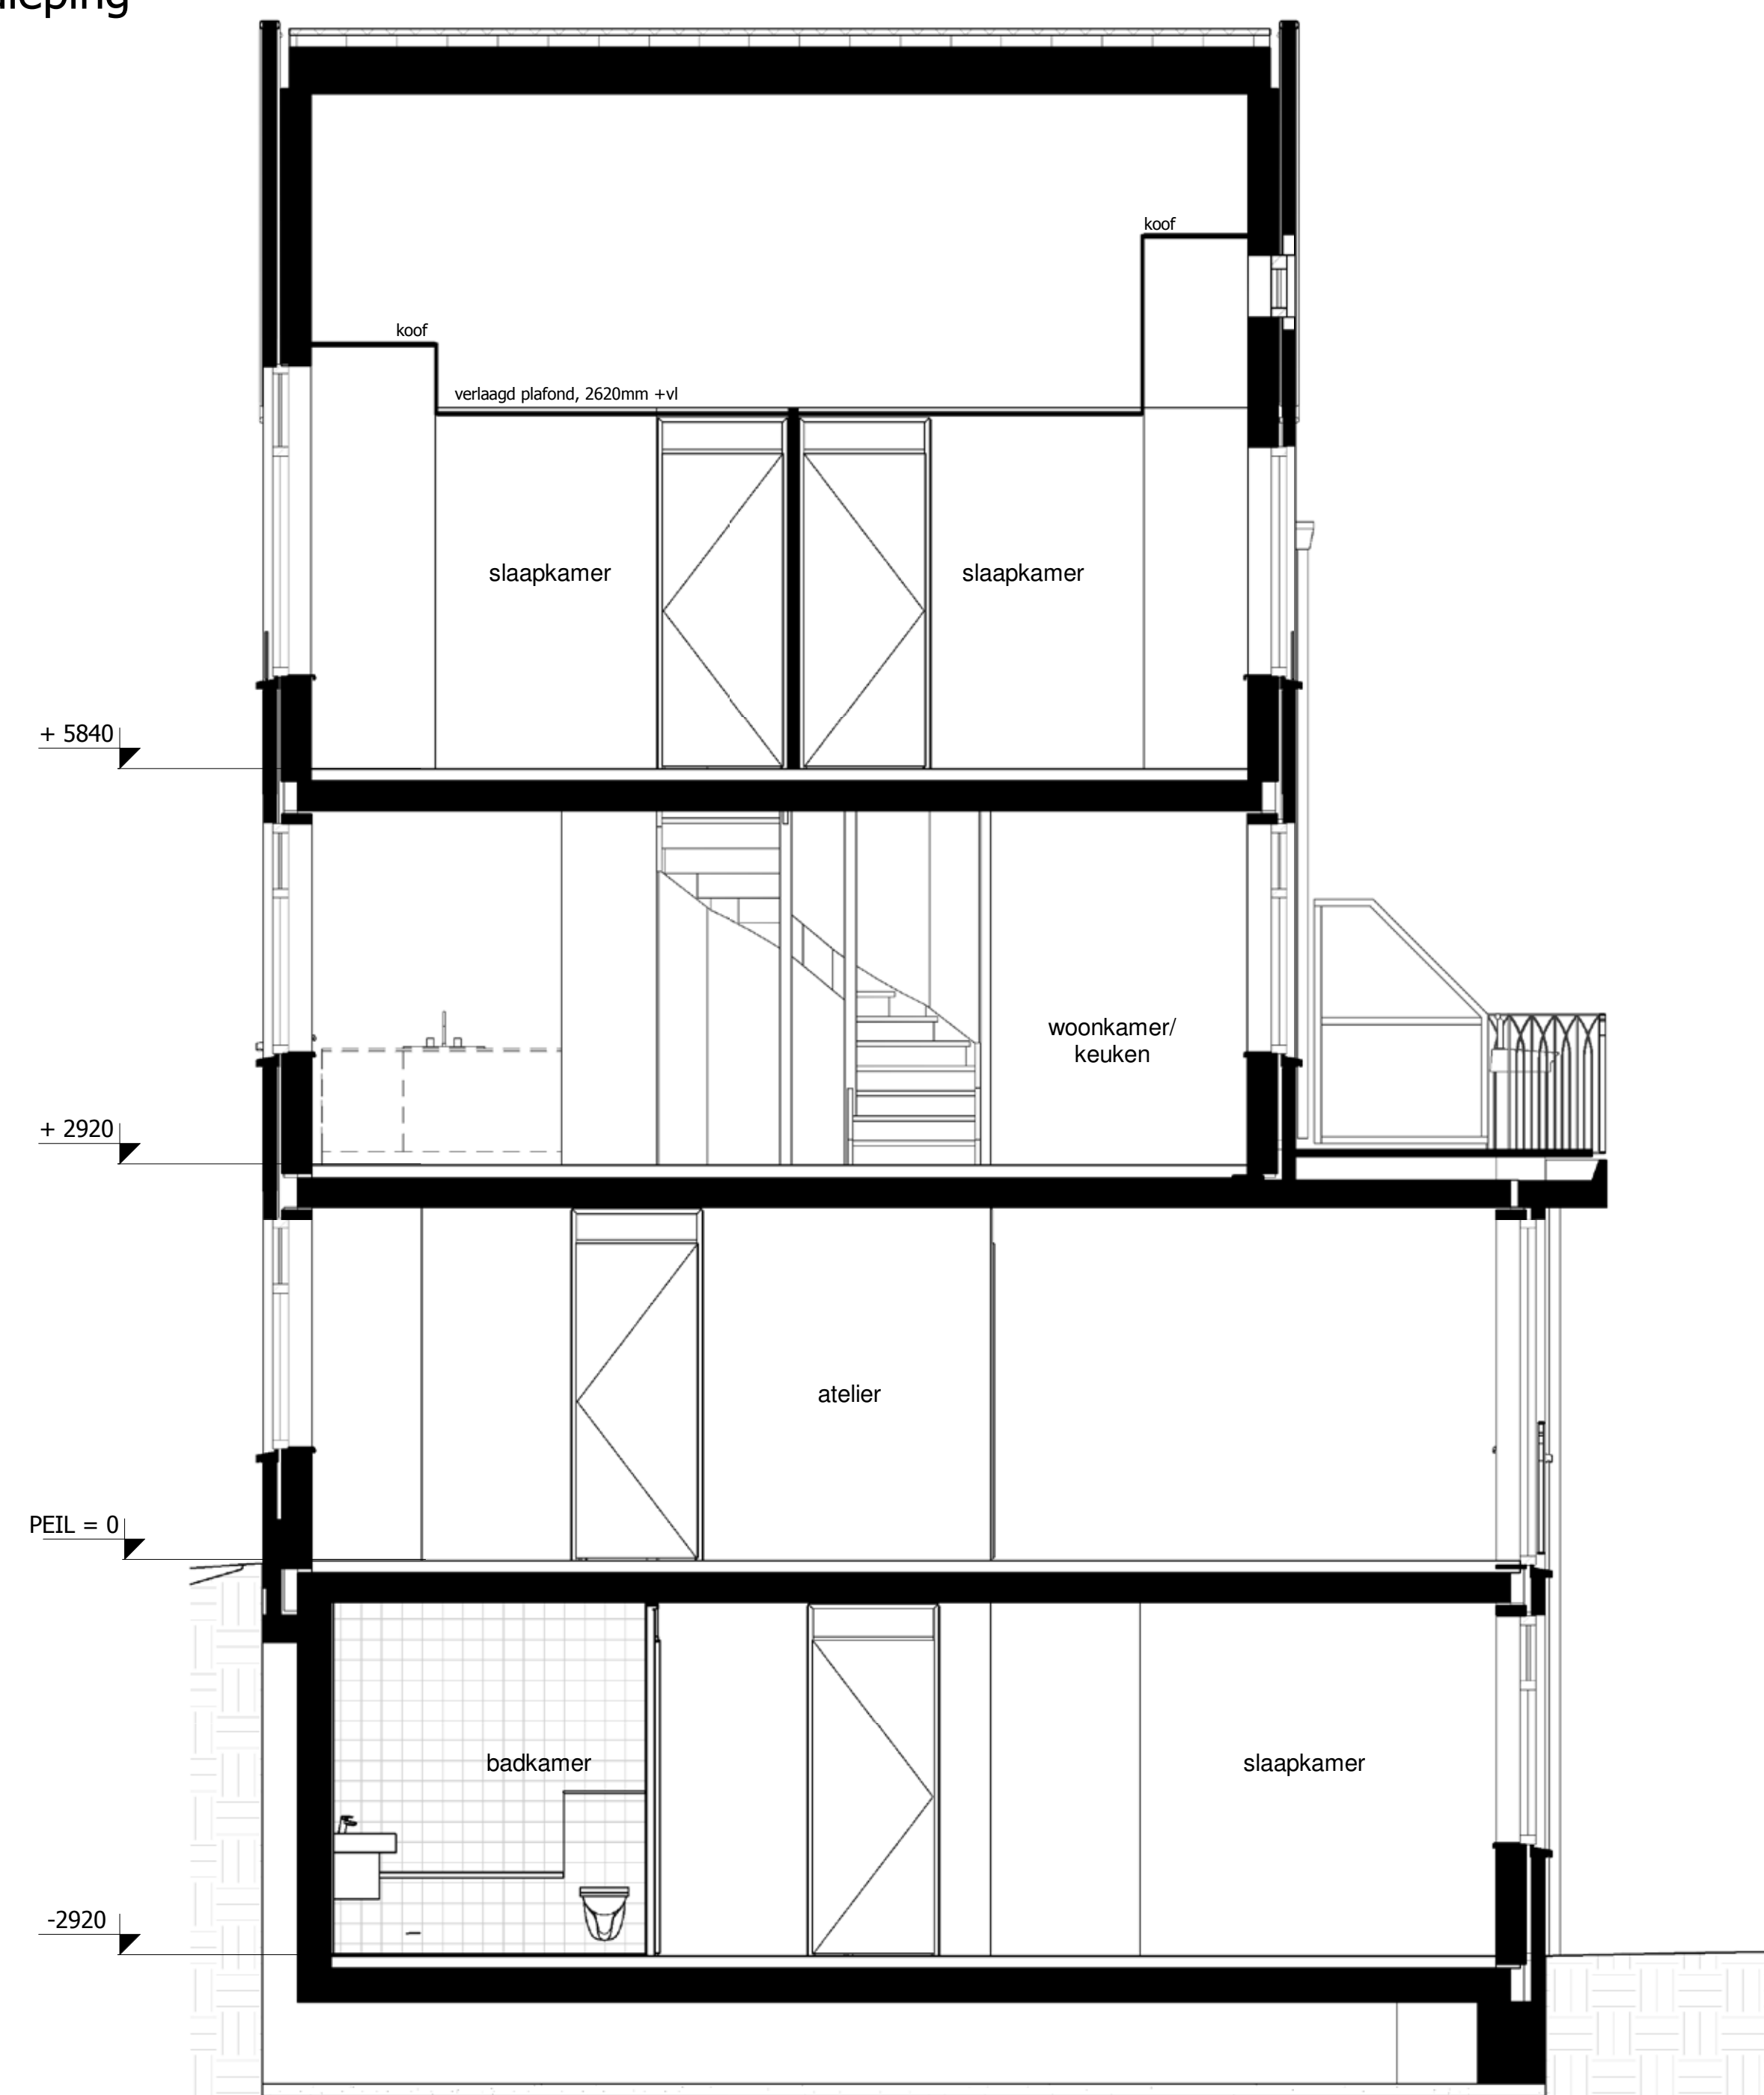 koof
koof
verlaagd plafond, 2620mm +vl
slaapkamer
slaapkamer
+ 5840
woonkamer/
keuken
+ 2920
atelier
PEIL = 0
badkamer
slaapkamer
-2920